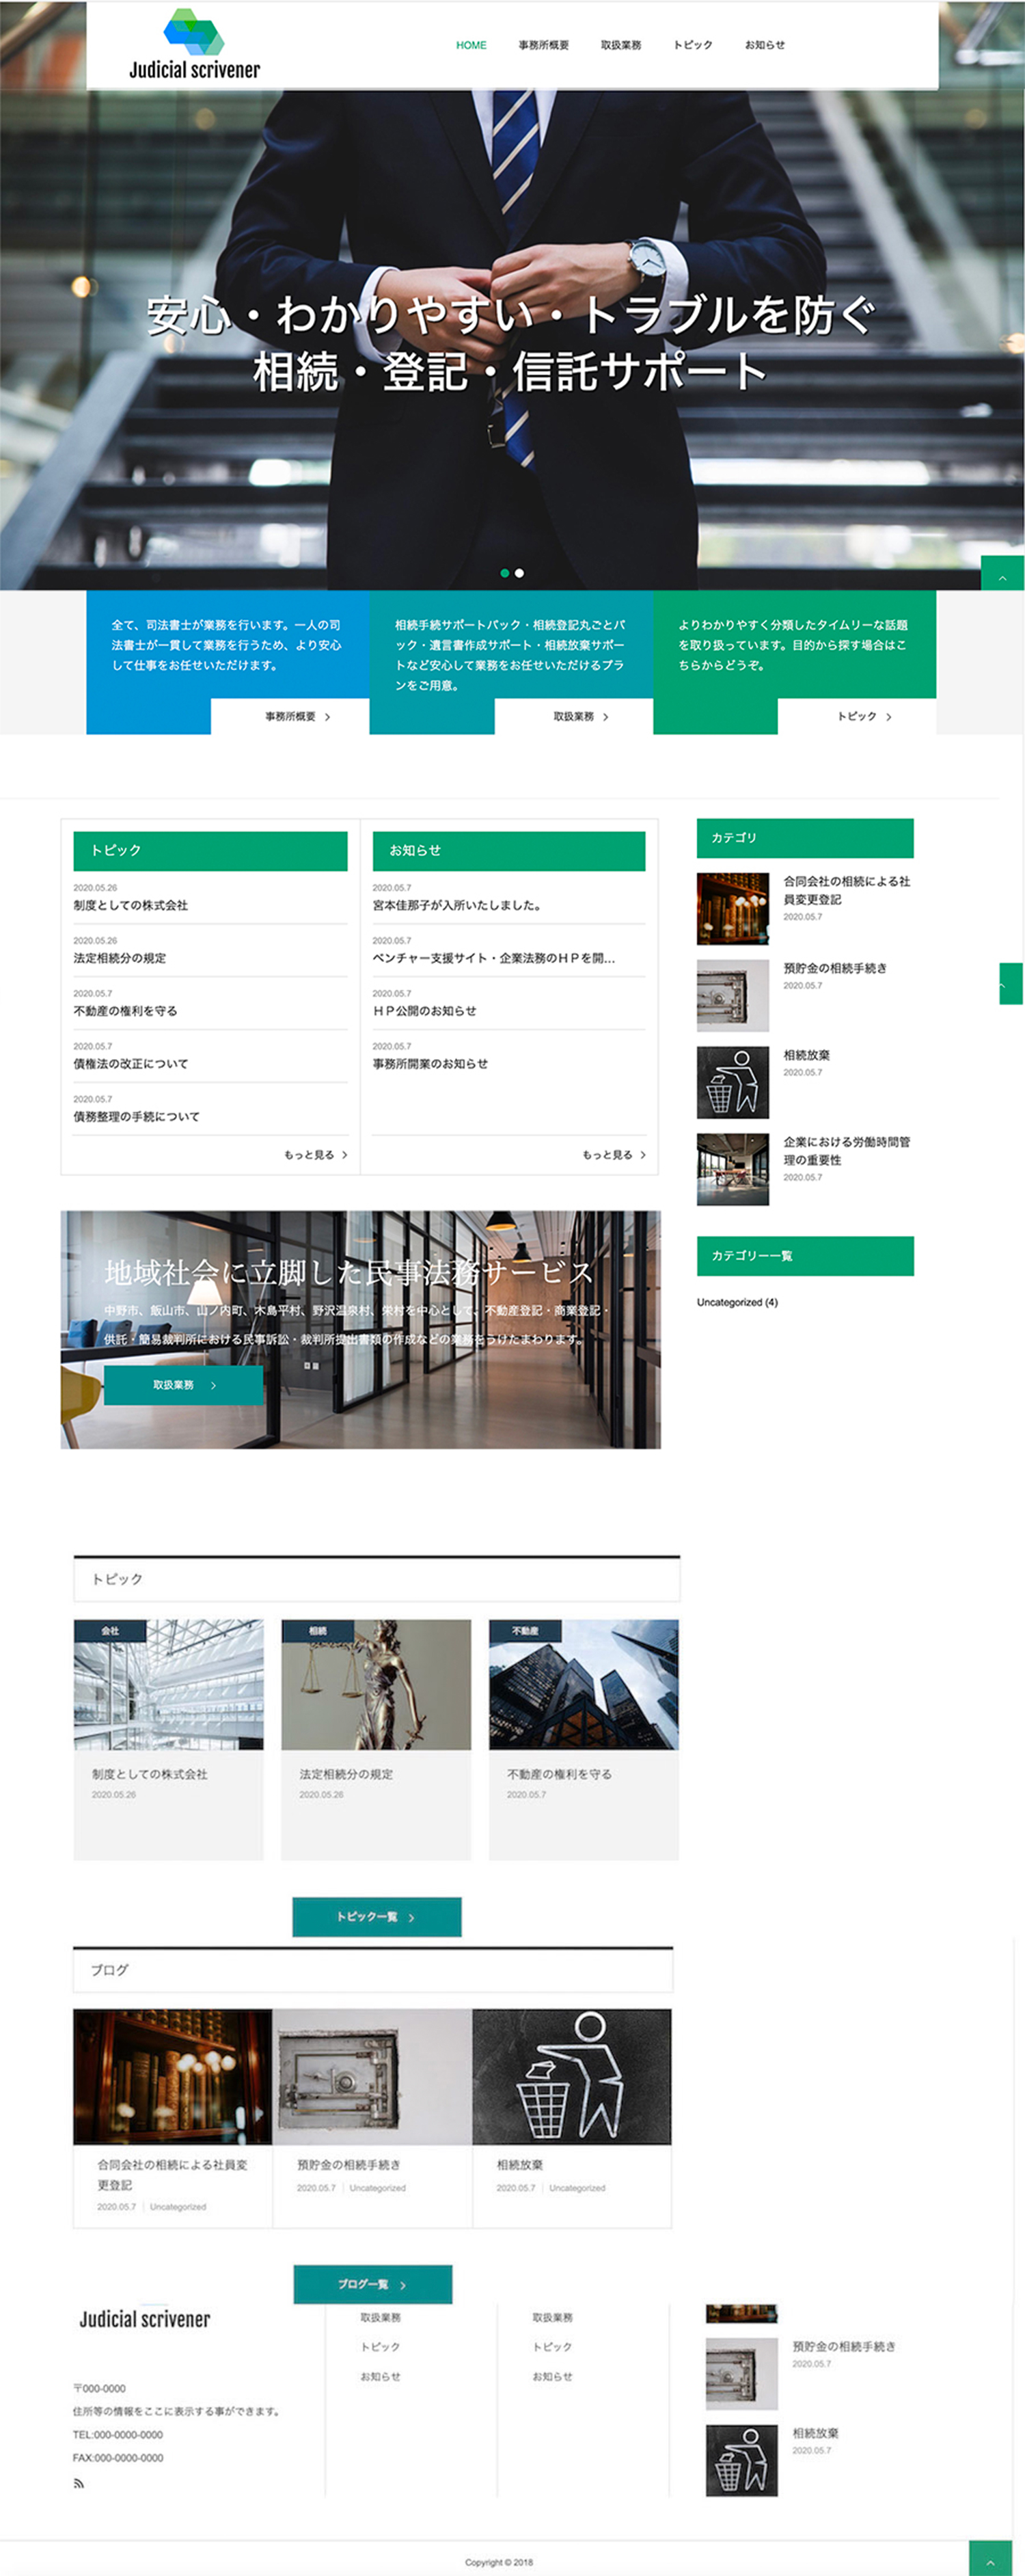 Judicial scrivener
HOME 事務所概要 取扱業務 トピック お知らせ
安心・わかりやすい・トラブルを防ぐ
相続・登記・信託サポート
全て、司法書士が業務を行います。一人の司
法書士が一貫して業務を行うため、より安心
して仕事をお任せいただけます。
事務所概要
相続手続サポートパック・相続登記丸ごとパ
ック・遺言書作成サポート・相続放棄サポー
トなど安心して業務をお任せいただけるプラ
ンをご用意。
取扱業務
よりわかりやすく分類したタイムリーな話題
を取り扱っています。目的から探す場合はこ
ちらからどうぞ。
トピック
トピック
2020.05.26
制度としての株式会社
2020.05.26
法定相続分の規定
2020.05.7
不動産の権利を守る
2020.05.7
債権法の改正について
2020.05.7
債務整理の手続について
もっと見る
お知らせ
2020.05.7
宮本佳那子が入所いたしました。
2020.05.7
ベンチャー支援サイト・企業法務のＨＰを開...
2020.05.7
ＨＰ公開のお知らせ
2020.05.7
事務所開業のお知らせ
もっと見る
カテゴリ
合同会社の相続による社
員変更登記
2020.05.7
預貯金の相続手続き
2020.05.7
相続放棄
2020.05.7
企業における労働時間管
理の重要性
2020.05.7
カテゴリー一覧
Uncategorized (4)
地域社会に立脚した民事法務サービス
中野市、飯山市、山ノ内町、木島平村、野沢温泉村、栄村を中心として、不動産登記・商業登記・
供託・簡易裁判所における民事訴訟・裁判所提出書類の作成などの業務をうけたまわります。
取扱業務
トピック
会社
制度としての株式会社
2020.05.26
相続
法定相続分の規定
2020.05.26
不動産
不動産の権利を守る
2020.05.7
トピック一覧
ブログ
合同会社の相続による社員変
更登記
2020.05.7 Uncategorized
預貯金の相続手続き
2020.05.7 Uncategorized
相続放棄
2020.05.7 Uncategorized
ブログ一覧
Judicial scrivener
〒000-0000
住所等の情報をここに表示する事ができます。
TEL:000-0000-0000
FAX:000-0000-0000
取扱業務
トピック
お知らせ
取扱業務
トピック
お知らせ
預貯金の相続手続き
2020.05.7
相続放棄
2020.05.7
Copyright © 2018